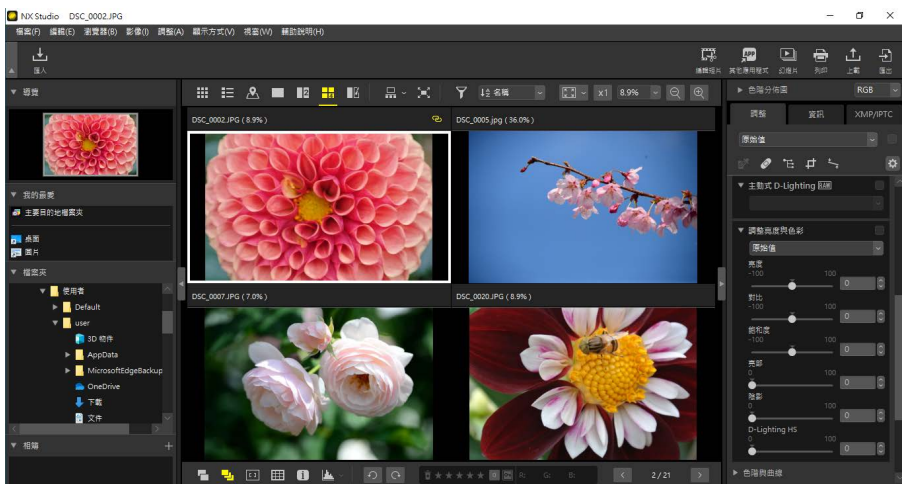 NX Studio DSC_0002.JPG
檔案(F) 編輯(E) 瀏覽器(B) 影像(I) 調整(A) 顯示方式(V) 視窗(W) 輔助說明(H)
匯入
編輯短片 其他應用程式 幻燈片 列印 上載 匯出
導覽
1↓名稱 x1 8.9%
色階分佈圖 RGB
DSC_0002.JPG ( 8.9% )
DSC_0005.jpg ( 36.0% )
調整 資訊 XMP/IPTC
原始值
主動式 D-Lighting RAW
我的最愛
主要目的地檔案夾
桌面
圖片
調整亮度與色彩
原始值
亮度
-100 100
0
對比
-100 100
0
飽和度
-100 100
0
亮部
0 100
0
陰影
0 100
0
D-Lighting HS
0 100
0
色階與曲線
檔案夾
使用者
Default
user
3D 物件
AppData
MicrosoftEdgeBackup
OneDrive
下載
文件
相簿
DSC_0007.JPG ( 7.0% )
DSC_0020.JPG ( 8.9% )
R: G: B:
2 / 21